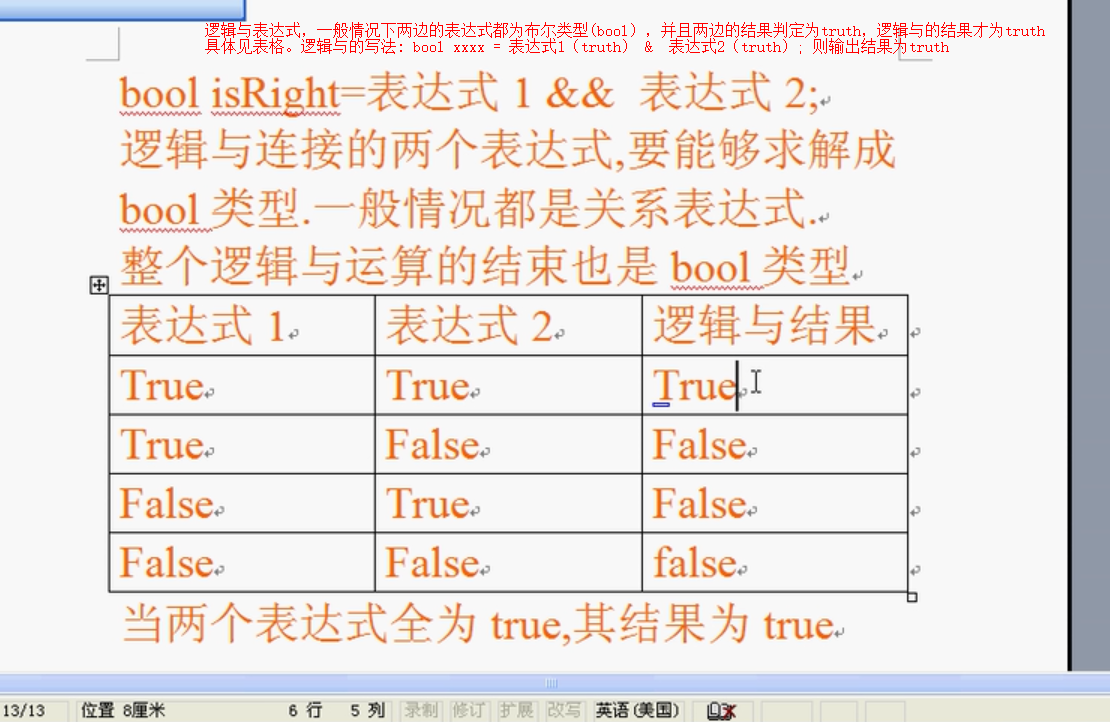 逻辑与表达式，一般情况下两边的表达式都为布尔类型(bool)，并且两边的结果判定为truth，逻辑与的结果才为truth
具体见表格。逻辑与的写法：bool xxxx = 表达式1（truth） & 表达式2（truth）；则输出结果为truth
bool isRight=表达式 1 && 表达式 2;
逻辑与连接的两个表达式,要能够求解成
bool 类型.一般情况都是关系表达式.
整个逻辑与运算的结束也是 bool 类型
表达式 1 表达式 2 逻辑与结果
True True True
True False False
False True False
False False false
当两个表达式全为 true,其结果为 true
13/13 位置 8厘米 6 行 5 列 录制 修订 扩展 改写 英语(美国)